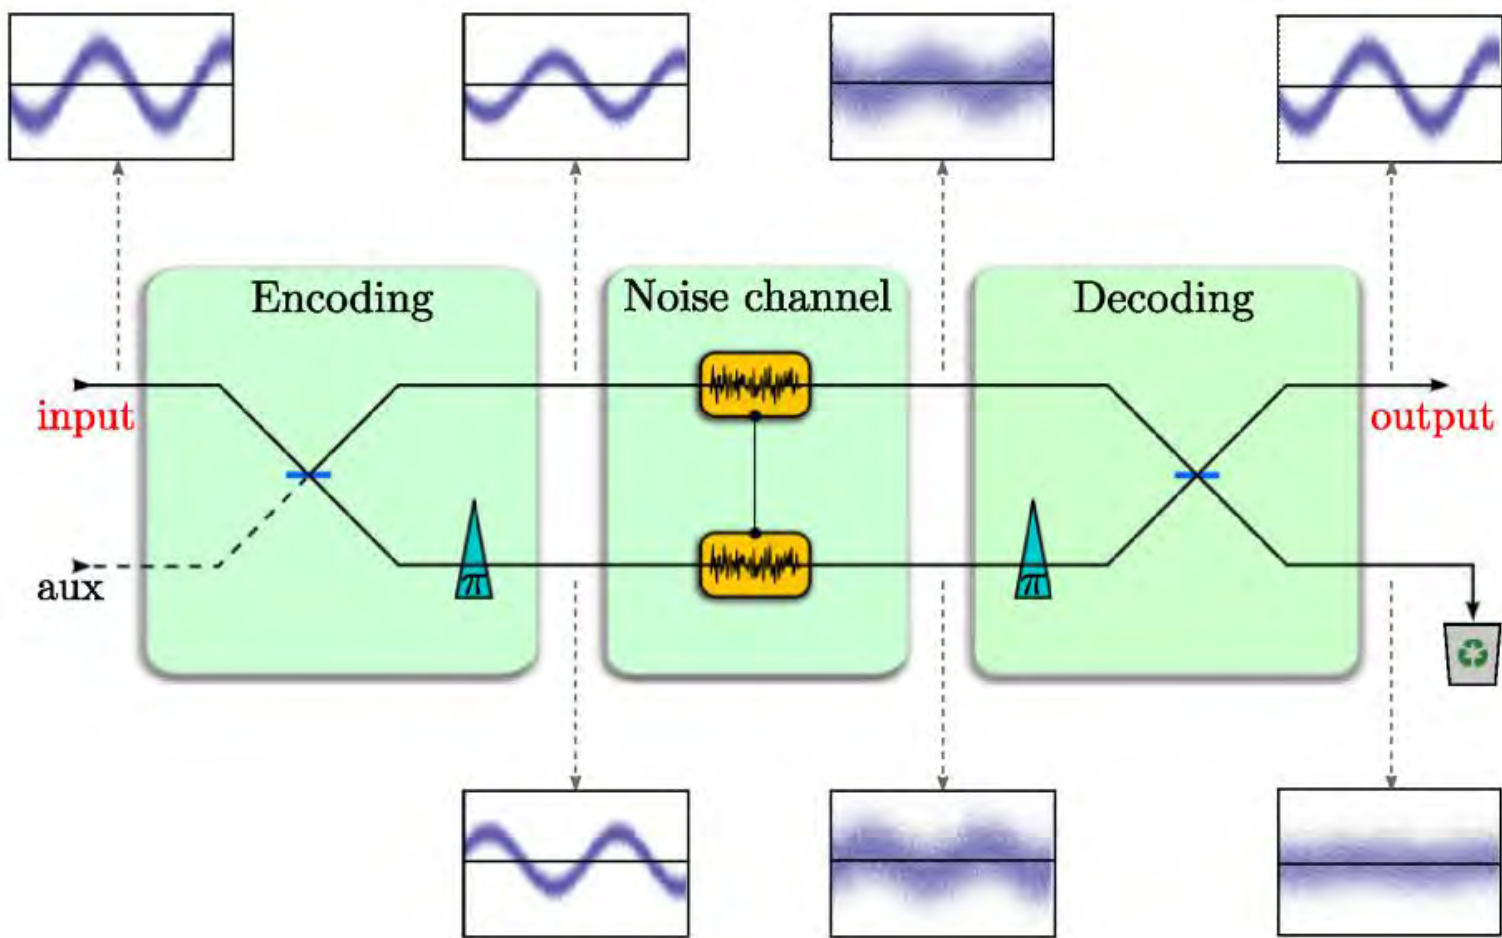 Encoding
Noise channel
Decoding
input
output
aux
π
π